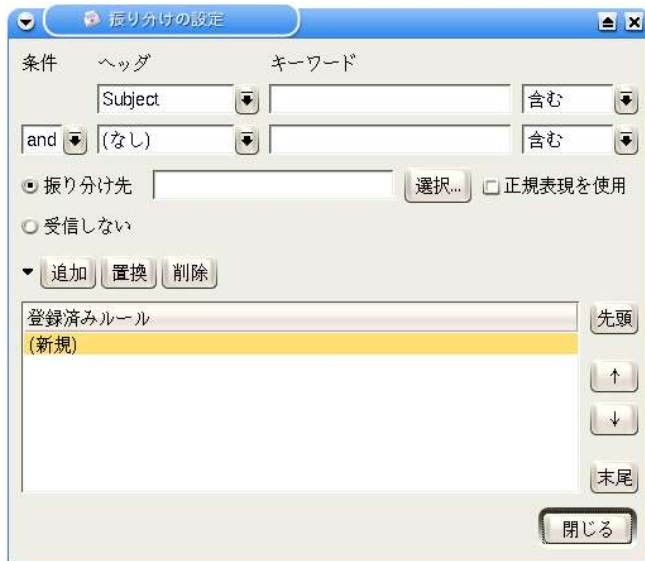 振り分けの設定
条件 ヘッダ キーワード
Subject 含む
and (なし) 含む
振り分け先 選択... 正規表現を使用
受信しない
追加 置換 削除
登録済みルール 先頭
(新規)
↑
↓
末尾
閉じる